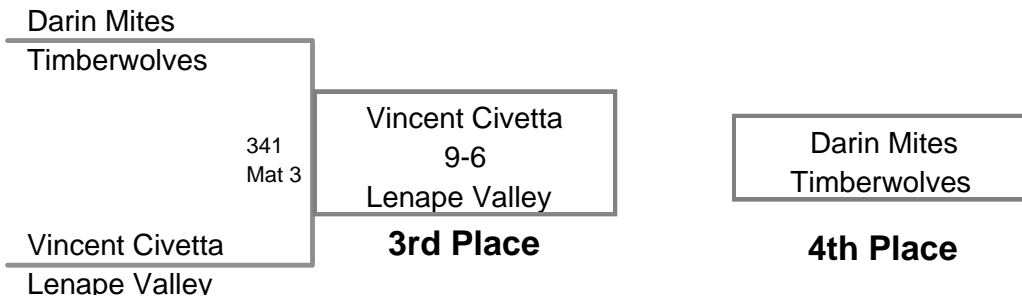 Darin Mites
Timberwolves
341
Mat 3
Vincent Civetta
Lenape Valley
Vincent Civetta
9-6
Lenape Valley
3rd Place
Darin Mites
Timberwolves
4th Place